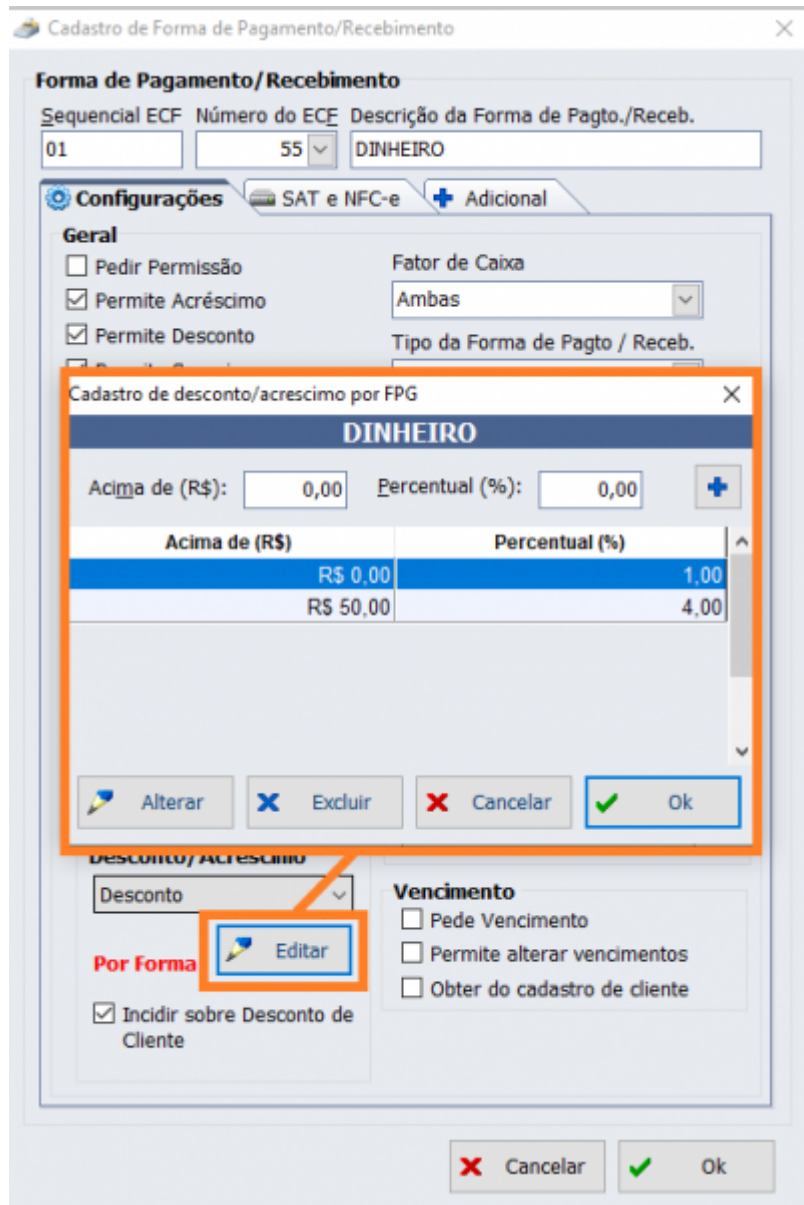 Cadastro de Forma de Pagamento/Recebimento
Forma de Pagamento/Recebimento
Sequencial ECF Número do ECF Descrição da Forma de Pagto./Receb.
01 55 DINHEIRO
Configurações SAT e NFC-e Adicional
Geral
Pedir Permissão Fator de Caixa
Permite Acréscimo Ambas
Permite Desconto Tipo da Forma de Pagto / Receb.
Cadastro de desconto/acrescimo por FPG
DINHEIRO
Acima de (R$): 0,00 Percentual (%): 0,00
Acima de (R$) Percentual (%)
R$ 0,00 1,00
R$ 50,00 4,00
Alterar Excluir Cancelar Ok
Desconto/Acréscimo
Desconto Vencimento
Pede Vencimento
Por Forma Editar Permite alterar vencimentos
Obter do cadastro de cliente
Incidir sobre Desconto de
Cliente
Cancelar Ok